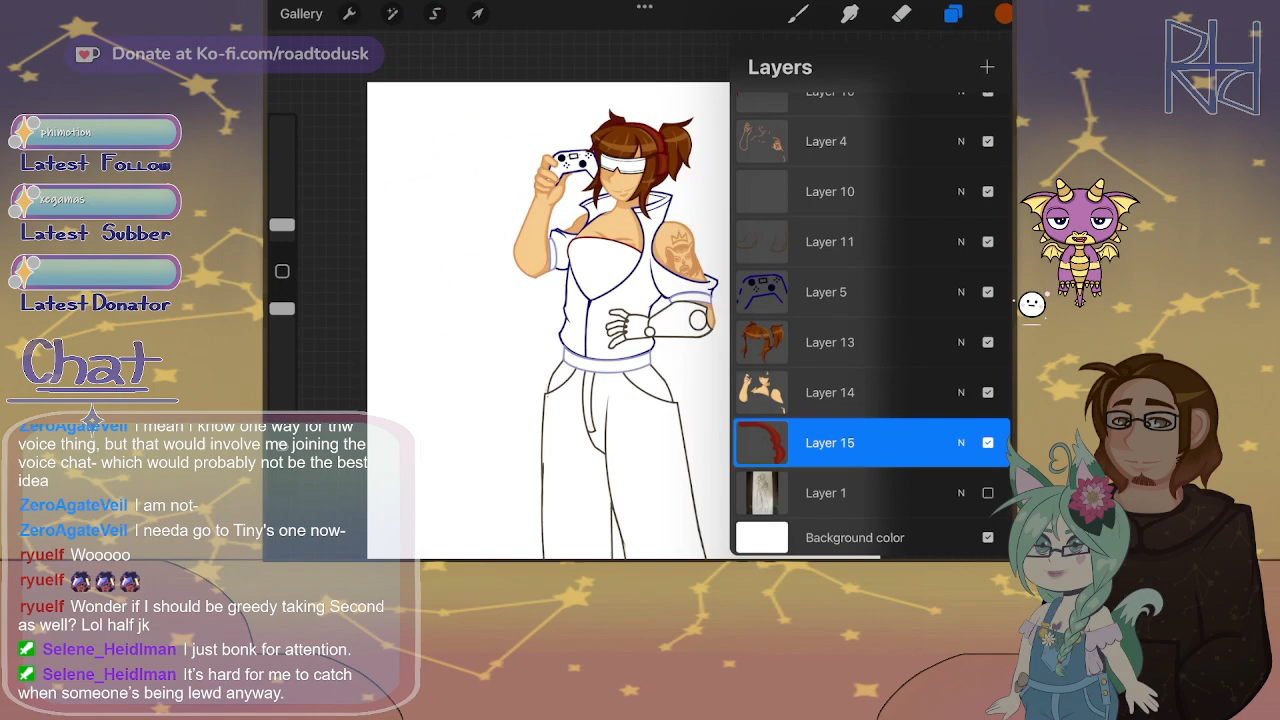 Gallery
Donate at Ko-fi.com/roadtodusk
Layers
Layer 4
Layer 10
Layer 11
Layer 5
Layer 13
Layer 14
Layer 15
Layer 1
Background color
N
N
N
N
N
N
N
N
phimotion
Latest Follow
xcgamas
Latest Subber
Latest Donator
Chat
ZeroAgateVeil I mean I know one way for thw
voice thing, but that would involve me joining the
voice chat- which would probably not be the best
idea
ZeroAgateVeil I am not-
ZeroAgateVeil I needa go to Tiny's one now-
ryuelf Wooooo
ryuelf
ryuelf Wonder if I should be greedy taking Second
as well? Lol half jk
Selene_Heidlman I just bonk for attention.
Selene_Heidlman It's hard for me to catch
when someone's being lewd anyway.